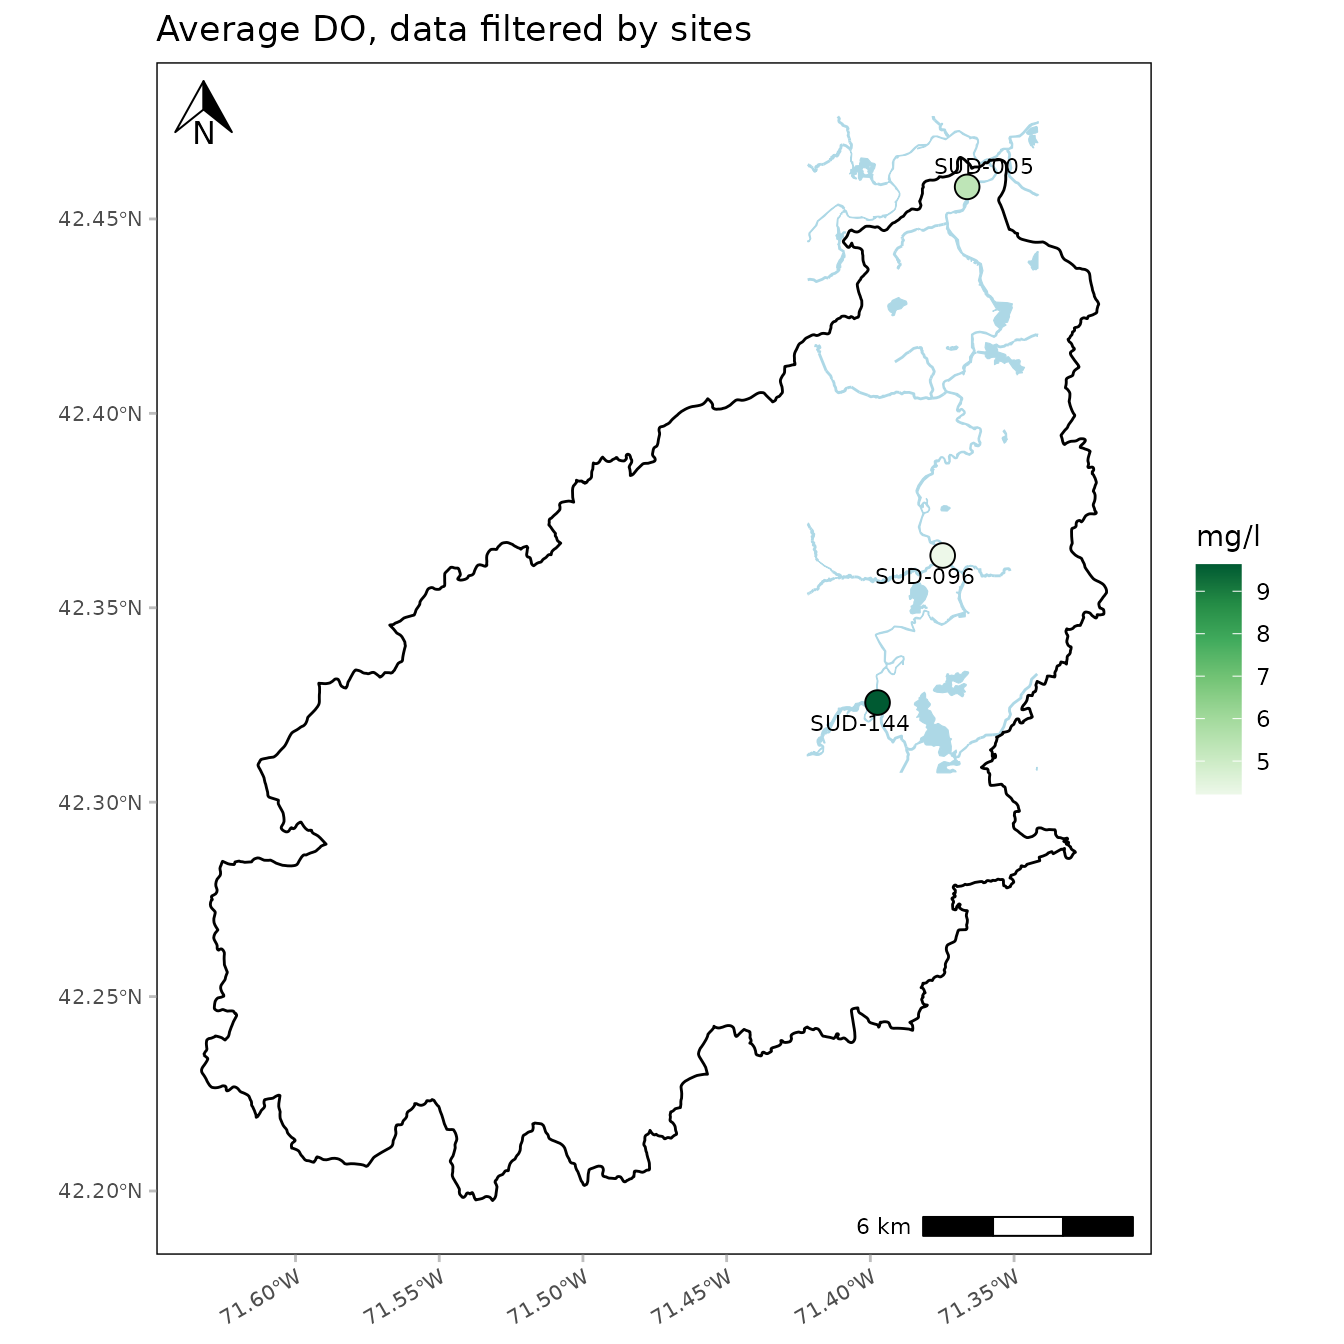 Average DO, data filtered by sites
N
SUD-005
42.45°N
42.40°N
SUD-096
42.35°N
SUD-144
42.30°N
42.25°N
42.20°N
6 km
71.60°W
71.55°W
71.50°W
71.45°W
71.40°W
71.35°W
mg/l
9
8
7
6
5